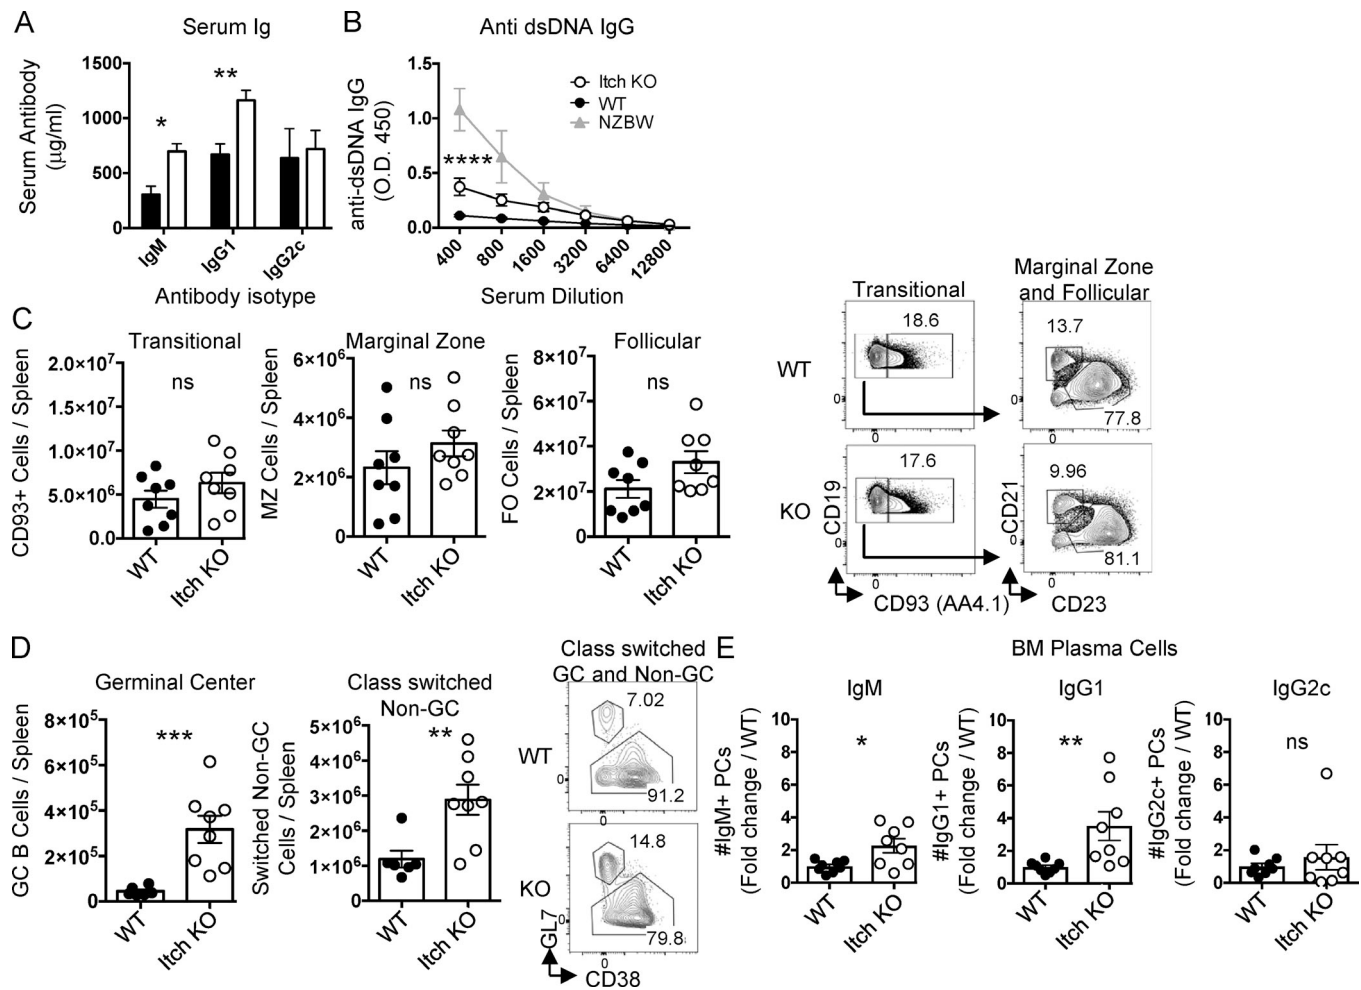 A
Serum Ig
Serum Antibody
(µg/ml)
1500
1000
500
0
*
**
IgM
IgG1
IgG2c
Antibody isotype
B
Anti dsDNA IgG
anti-dsDNA IgG
(O.D. 450)
1.5
1.0
0.5
0.0
****
Itch KO
WT
NZBW
400
800
1600
3200
6400
12800
Serum Dilution
C
Transitional
CD93+ Cells / Spleen
2.0×10⁷
1.5×10⁷
1.0×10⁷
5.0×10⁶
0.0
ns
WT
Itch KO
Marginal Zone
MZ Cells / Spleen
6×10⁶
4×10⁶
2×10⁶
0
ns
WT
Itch KO
Follicular
FO Cells / Spleen
8×10⁷
6×10⁷
4×10⁷
2×10⁷
0
ns
WT
Itch KO
Transitional
Marginal Zone
and Follicular
WT
18.6
0
0
13.7
77.8
0
0
KO
17.6
0
0
9.96
81.1
0
0
CD19
CD93 (AA4.1)
CD21
CD23
D
Germinal Center
GC B Cells / Spleen
8×10⁵
6×10⁵
4×10⁵
2×10⁵
0
***
WT
Itch KO
Class switched
Non-GC
Switched Non-GC
Cells / Spleen
5×10⁶
4×10⁶
3×10⁶
2×10⁶
1×10⁶
0
**
WT
Itch KO
Class switched
GC and Non-GC
WT
7.02
91.2
0
0
KO
14.8
79.8
0
0
GL7
CD38
E
BM Plasma Cells
IgM
#IgM+ PCs
(Fold change / WT)
10
8
6
4
2
0
*
WT
Itch KO
IgG1
#IgG1+ PCs
(Fold change / WT)
10
8
6
4
2
0
**
WT
Itch KO
IgG2c
#IgG2c+ PCs
(Fold change / WT)
10
8
6
4
2
0
ns
WT
Itch KO